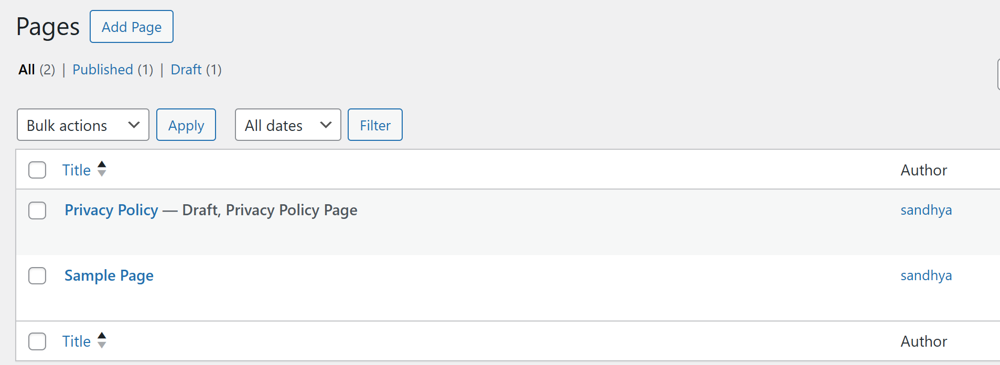 Pages Add Page
All (2) | Published (1) | Draft (1)
Bulk actions Apply All dates Filter
Title Author
Privacy Policy — Draft, Privacy Policy Page sandhya
Sample Page sandhya
Title Author